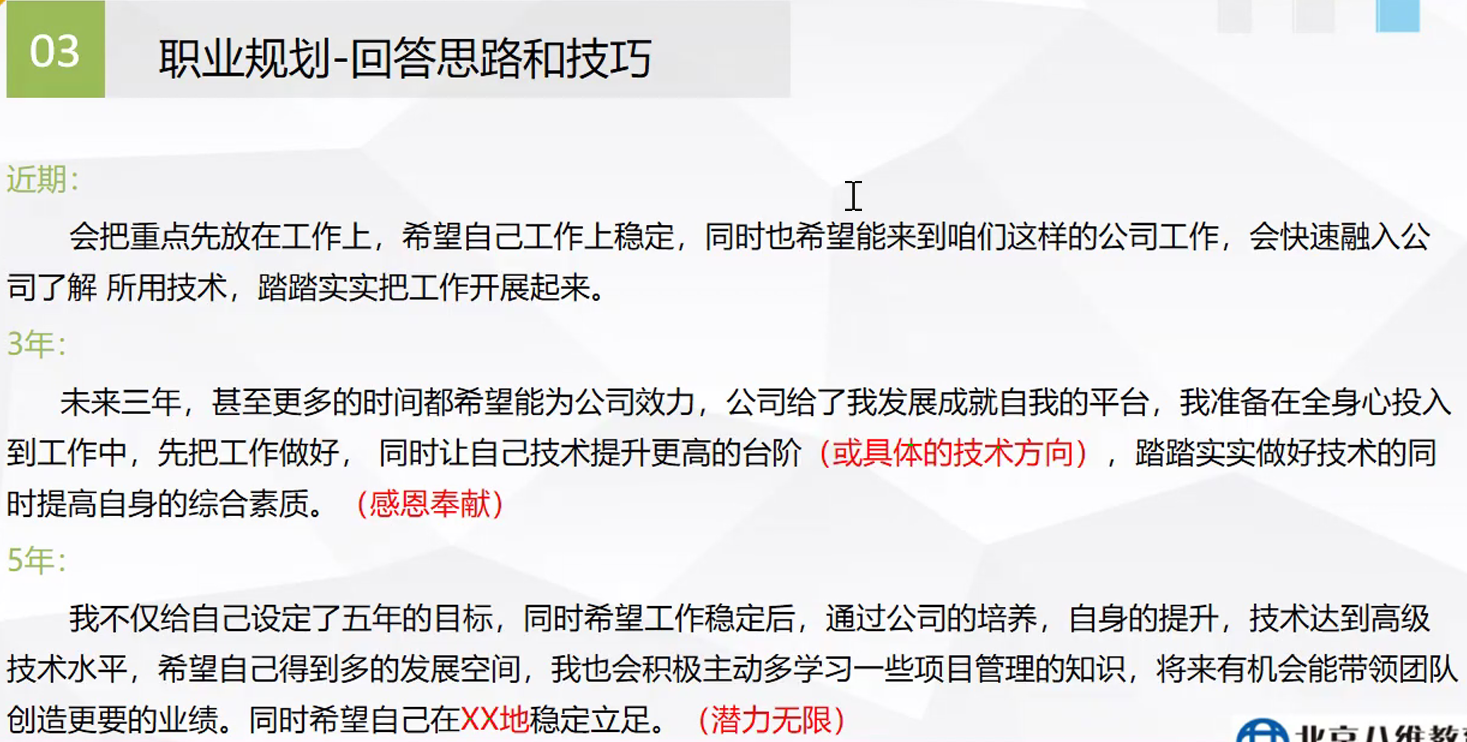 03
职业规划-回答思路和技巧
近期：
会把重点先放在工作上，希望自己工作上稳定，同时也希望能来到咱们这样的公司工作，会快速融入公
司了解 所用技术，踏踏实实把工作开展起来。
3年：
未来三年，甚至更多的时间都希望能为公司效力，公司给了我发展成就自我的平台，我准备在全身心投入
到工作中，先把工作做好， 同时让自己技术提升更高的台阶（或具体的技术方向），踏踏实实做好技术的同
时提高自身的综合素质。（感恩奉献）
5年：
我不仅给自己设定了五年的目标，同时希望工作稳定后，通过公司的培养，自身的提升，技术达到高级
技术水平，希望自己得到多的发展空间，我也会积极主动多学习一些项目管理的知识，将来有机会能带领团队
创造更要的业绩。同时希望自己在XX地稳定立足。（潜力无限）
北京八维教育